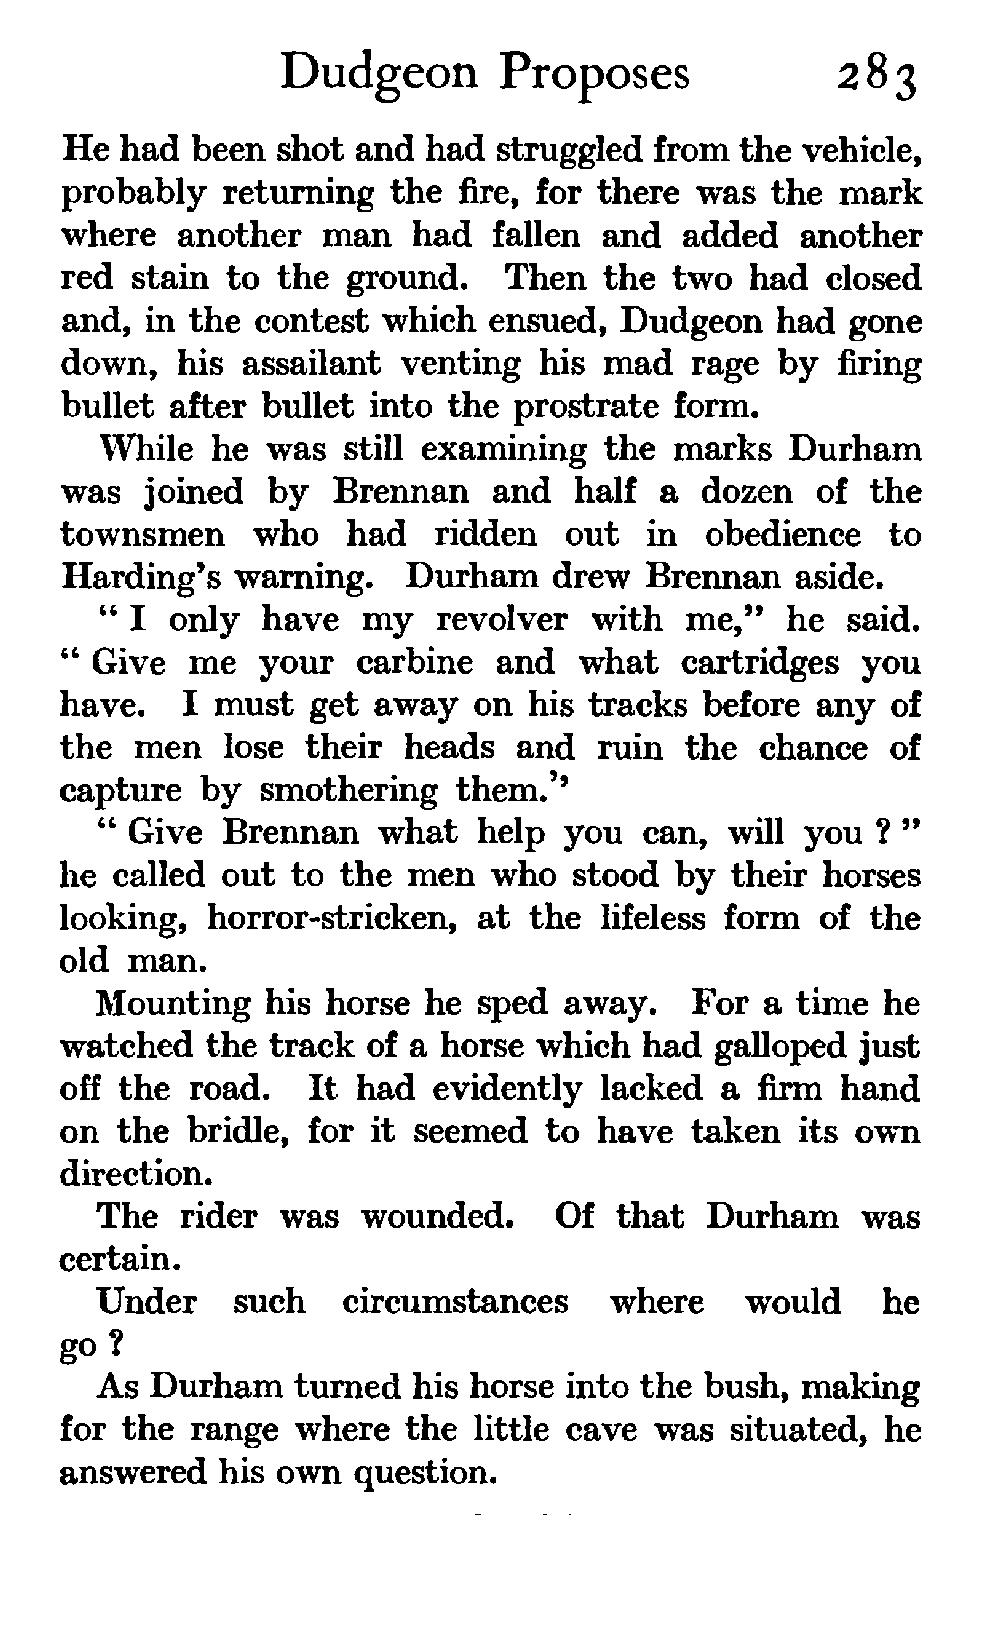 Dudgeon Proposes 283
He had been shot and had struggled from the vehicle,
probably returning the fire, for there was the mark
where another man had fallen and added another
red stain to the ground. Then the two had closed
and, in the contest which ensued, Dudgeon had gone
down, his assailant venting his mad rage by firing
bullet after bullet into the prostrate form.
While he was still examining the marks Durham
was joined by Brennan and half a dozen of the
townsmen who had ridden out in obedience to
Harding's warning. Durham drew Brennan aside.
" I only have my revolver with me," he said.
" Give me your carbine and what cartridges you
have. I must get away on his tracks before any of
the men lose their heads and ruin the chance of
capture by smothering them."
" Give Brennan what help you can, will you ? "
he called out to the men who stood by their horses
looking, horror-stricken, at the lifeless form of the
old man.
Mounting his horse he sped away. For a time he
watched the track of a horse which had galloped just
off the road. It had evidently lacked a firm hand
on the bridle, for it seemed to have taken its own
direction.
The rider was wounded. Of that Durham was
certain.
Under such circumstances where would he
go ?
As Durham turned his horse into the bush, making
for the range where the little cave was situated, he
answered his own question.